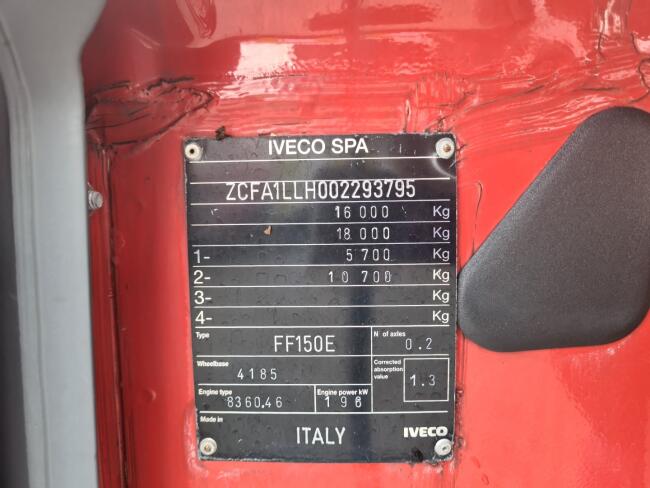 IVECO SPA
ZCFA1LLH002293795
16 000 Kg
18 000 Kg
1- 5 700 Kg
2- 10 700 Kg
3- Kg
4- Kg
Type FF150E
N° of axles 0.2
Wheelbase 4185
Corrected absorption value 1.3
Engine type 8360.46
Engine power kW 196
Made in ITALY IVECO